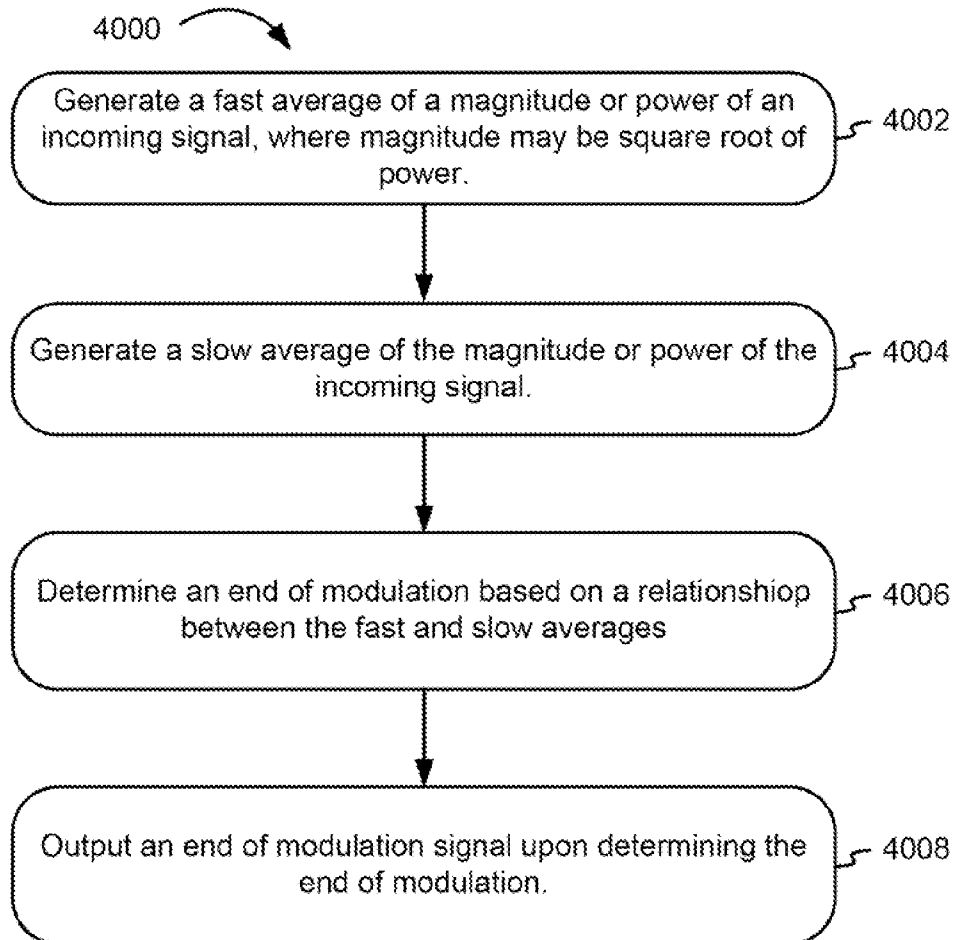 4000
Generate a fast average of a magnitude or power of an
incoming signal, where magnitude may be square root of
power.
4002
Generate a slow average of the magnitude or power of the
incoming signal.
4004
Determine an end of modulation based on a relationshiop
between the fast and slow averages
4006
Output an end of modulation signal upon determining the
end of modulation.
4008